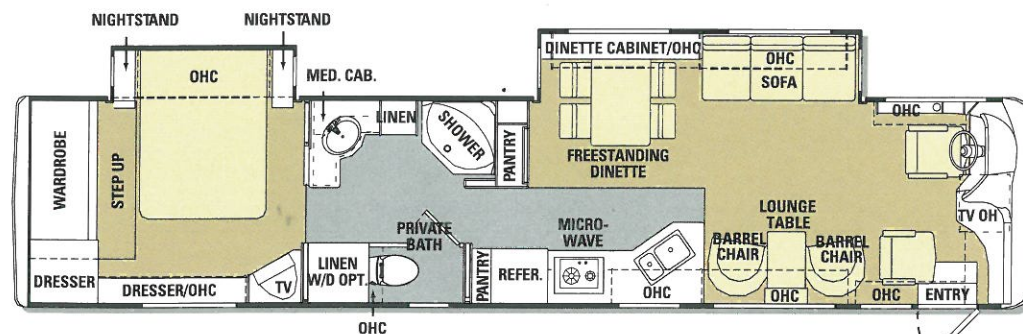 NIGHTSTAND
NIGHTSTAND
OHC
MED. CAB.
LINEN
SHOWER
PANTRY
DINETTE CABINET/OHC
OHC
SOFA
FREESTANDING
DINETTE
OHC
WARDROBE
STEP UP
PRIVATE
BATH
MICRO-
WAVE
LOUNGE
TABLE
TV OH
BARREL
CHAIR
BARREL
CHAIR
DRESSER
DRESSER/OHC
TV
LINEN
W/D OPT.
PANTRY
REFER.
OHC
OHC
OHC
ENTRY
OHC